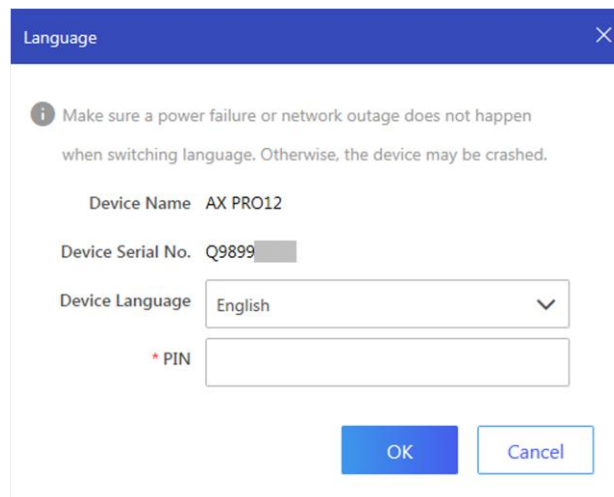 Language
Make sure a power failure or network outage does not happen
when switching language. Otherwise, the device may be crashed.
Device Name AX PRO12
Device Serial No. Q9899
Device Language English
* PIN
OK Cancel